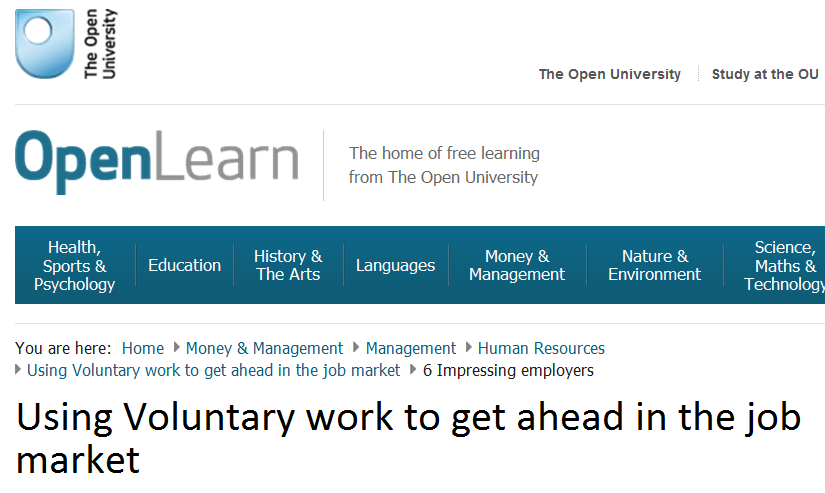 The Open
University
The Open University
Study at the OU
OpenLearn
The home of free learning
from The Open University
Health,
Sports &
Psychology
Education
History &
The Arts
Languages
Money &
Management
Nature &
Environment
Science,
Maths &
Technology
You are here: Home Money & Management Management Human Resources
Using Voluntary work to get ahead in the job market 6 Impressing employers
Using Voluntary work to get ahead in the job
market